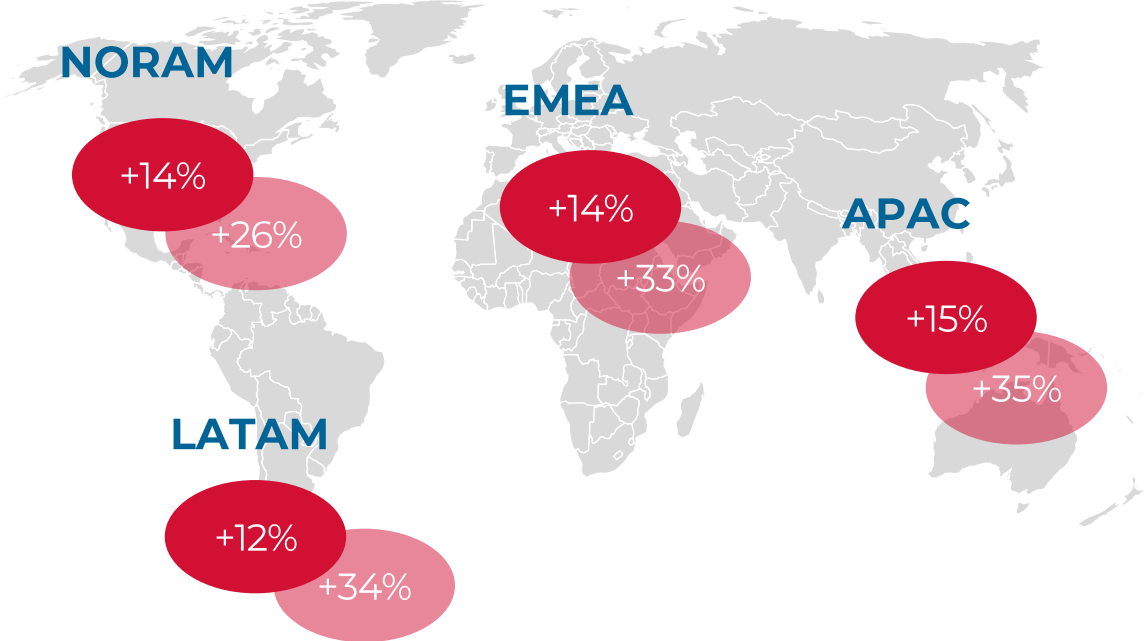 NORAM
+14%
+26%
EMEA
+14%
+33%
APAC
+15%
+35%
LATAM
+12%
+34%